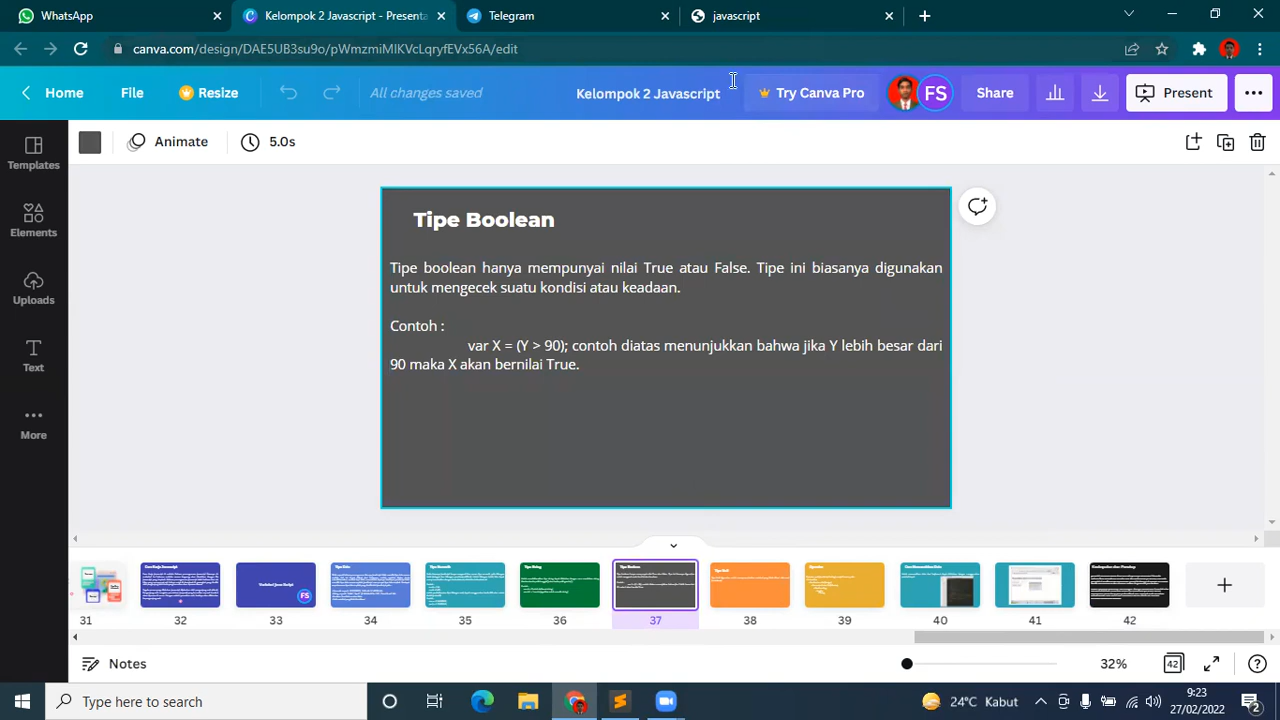 WhatsApp
Kelompok 2 Javascript - Presenta
Telegram
javascript
canva.com/design/DAE5UB3su9o/pWmzmiMIKVcLqryfEVx56A/edit
Home
File
Resize
All changes saved
Kelompok 2 Javascript
Try Canva Pro
FS
Share
Present
Animate
5.0s
Templates
Elements
Uploads
Text
More
Tipe Boolean
Tipe boolean hanya mempunyai nilai True atau False. Tipe ini biasanya digunakan
untuk mengecek suatu kondisi atau keadaan.
Contoh :
var X = (Y > 90); contoh diatas menunjukkan bahwa jika Y lebih besar dari
90 maka X akan bernilai True.
FS
31
32
33
34
35
36
37
38
39
40
41
42
Notes
32%
42
Type here to search
24°C Kabut
9:23
27/02/2022
2